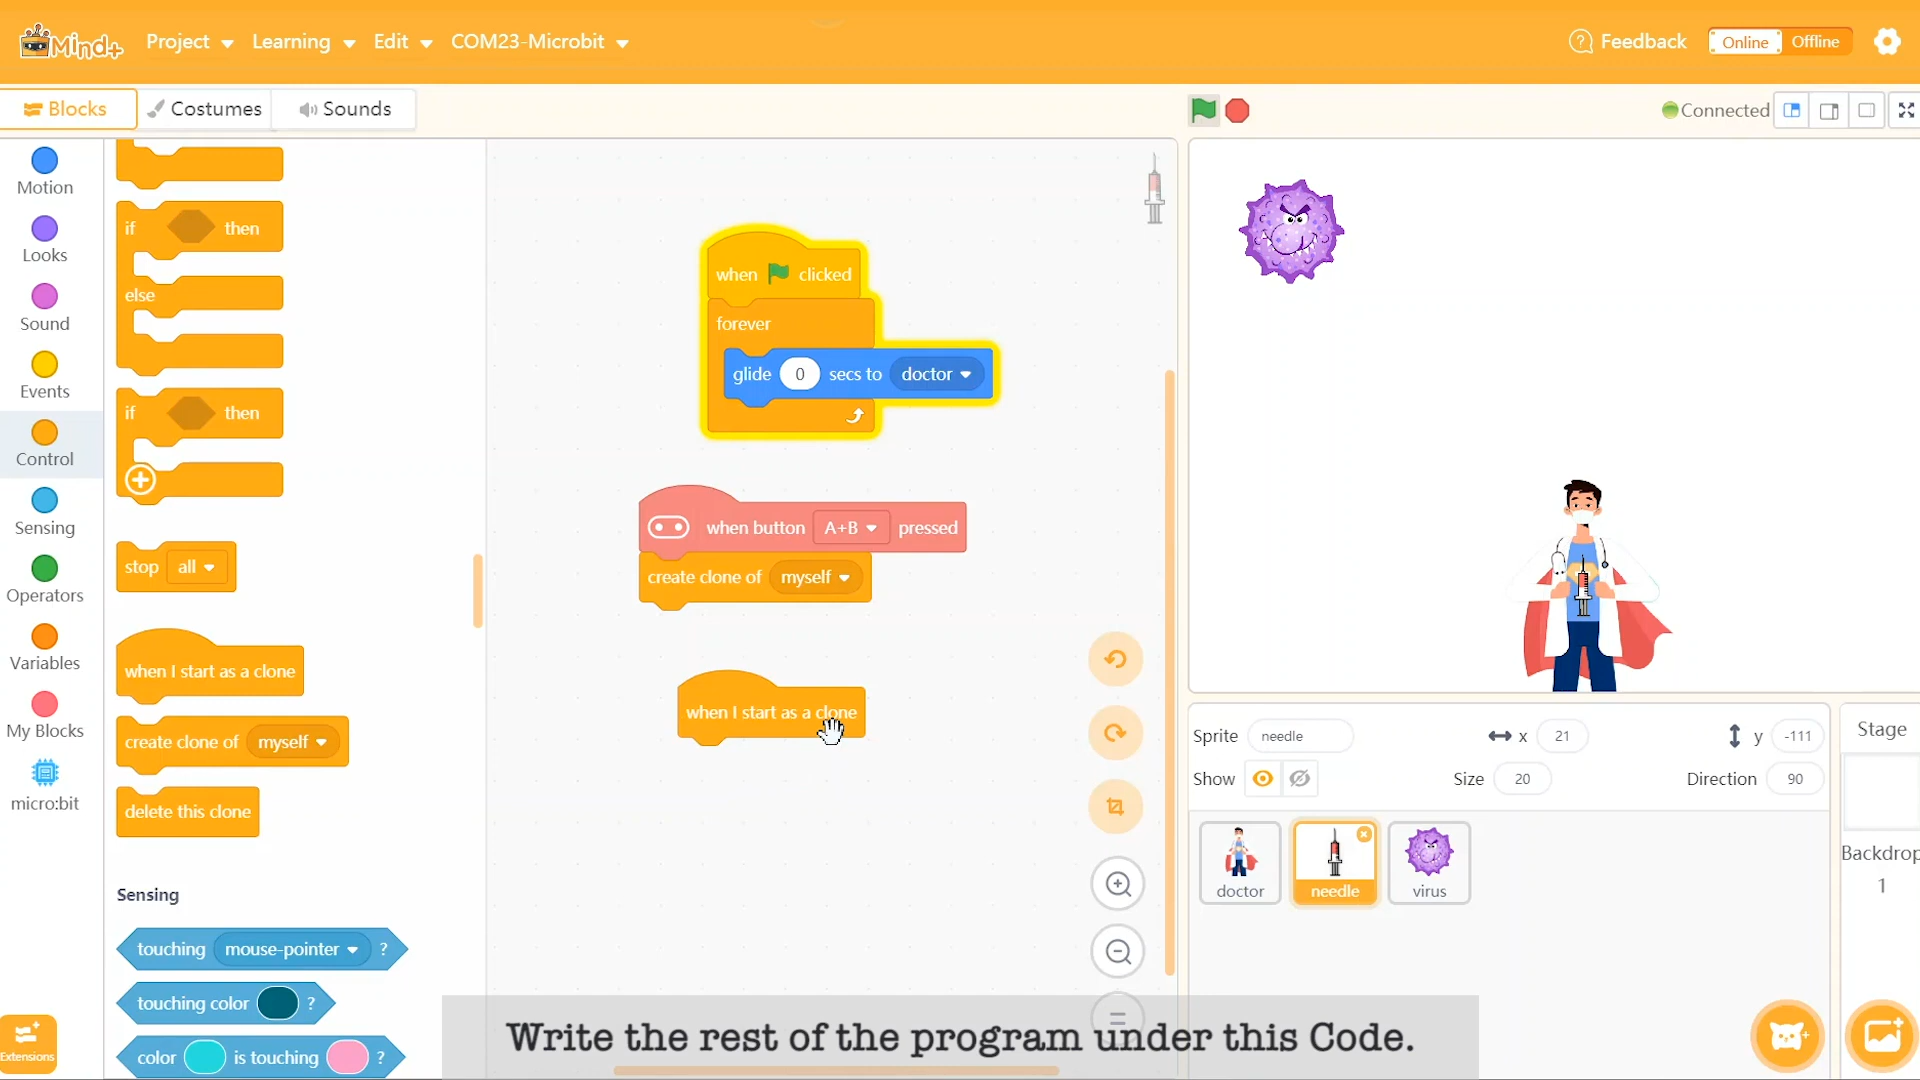 Mind+ Project Learning Edit COM23-Microbit Feedback Online Offline
Blocks Costumes Sounds Connected
Motion
Looks
Sound
Events
Control
Sensing
Operators
Variables
My Blocks
micro:bit
Extensions
if then
else
if then
stop all
when I start as a clone
create clone of myself
delete this clone
Sensing
touching mouse-pointer ?
touching color ?
color is touching ?
when clicked
forever
glide 0 secs to doctor
when button A+B pressed
create clone of myself
when I start as a clone
Sprite needle x 21 y -111
Show Size 20 Direction 90
doctor needle virus
Stage
Backdrop
1
Write the rest of the program under this Code.